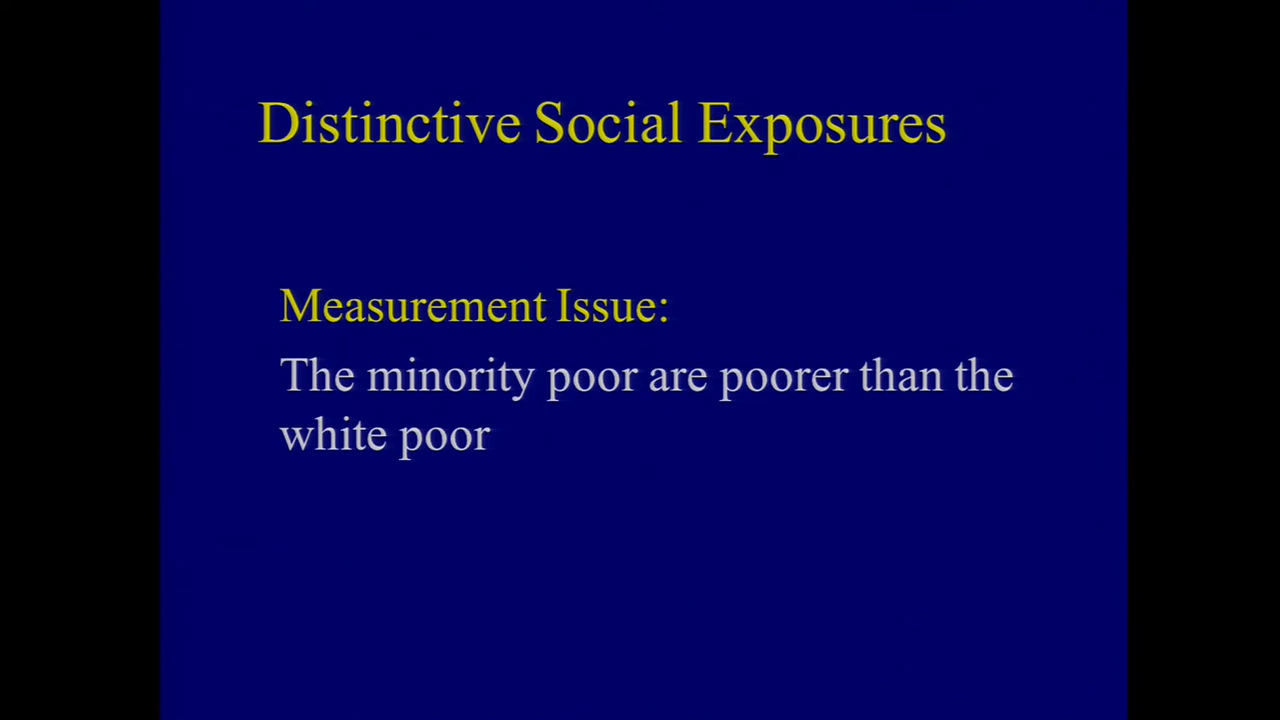 Distinctive Social Exposures
Measurement Issue:
The minority poor are poorer than the
white poor